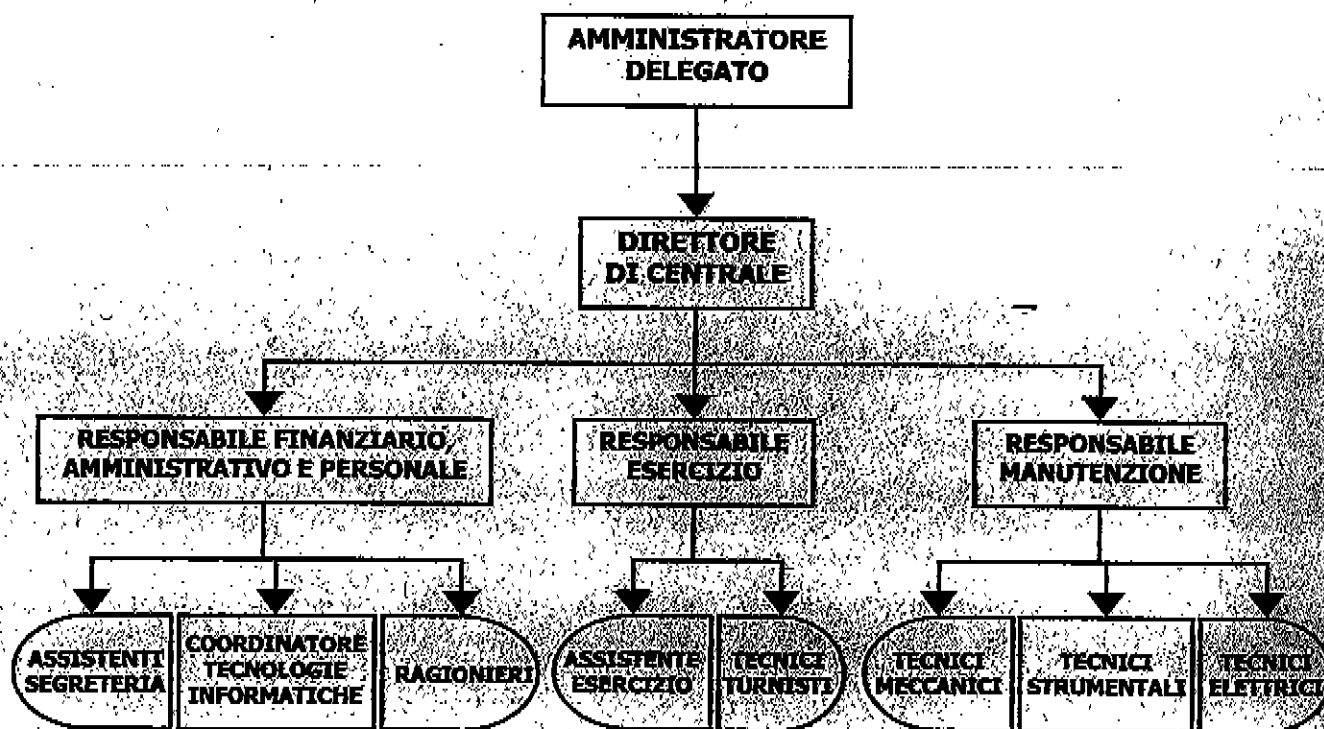 AMMINISTRATORE
DELEGATO
DIRETTORE
DI CENTRALE
RESPONSABILE FINANZIARIO,
AMMINISTRATIVO E PERSONALE
RESPONSABILE
ESERCIZIO
RESPONSABILE
MANUTENZIONE
ASSISTENTI
SEGRETERIA
COORDINATORE
TECNOLOGIE
INFORMATICHE
RAGIONIERI
ASSISTENTE
ESERCIZIO
TECNICI
TURNISTI
TECNICI
MECCANICI
TECNICI
STRUMENTALI
TECNICI
ELETTRICI